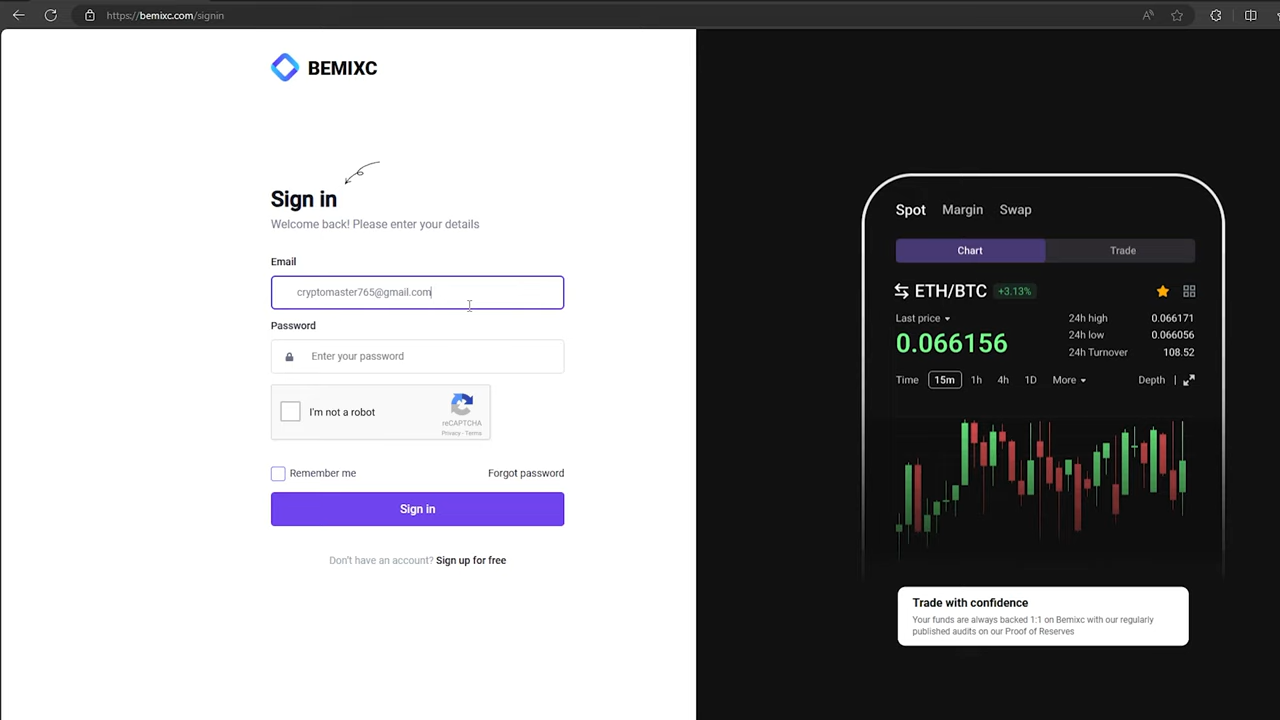 https://bemixc.com/signin
BEMIXC
Sign in
Welcome back! Please enter your details
Email
cryptomaster765@gmail.com
Password
Enter your password
I'm not a robot
reCAPTCHA
Privacy - Terms
Remember me
Forgot password
Sign in
Don't have an account? Sign up for free
Spot Margin Swap
Chart Trade
ETH/BTC +3.13%
Last price
0.066156
24h high 0.066171
24h low 0.066056
24h Turnover 108.52
Time 15m 1h 4h 1D More Depth
Trade with confidence
Your funds are always backed 1:1 on Bemixc with our regularly
published audits on our Proof of Reserves